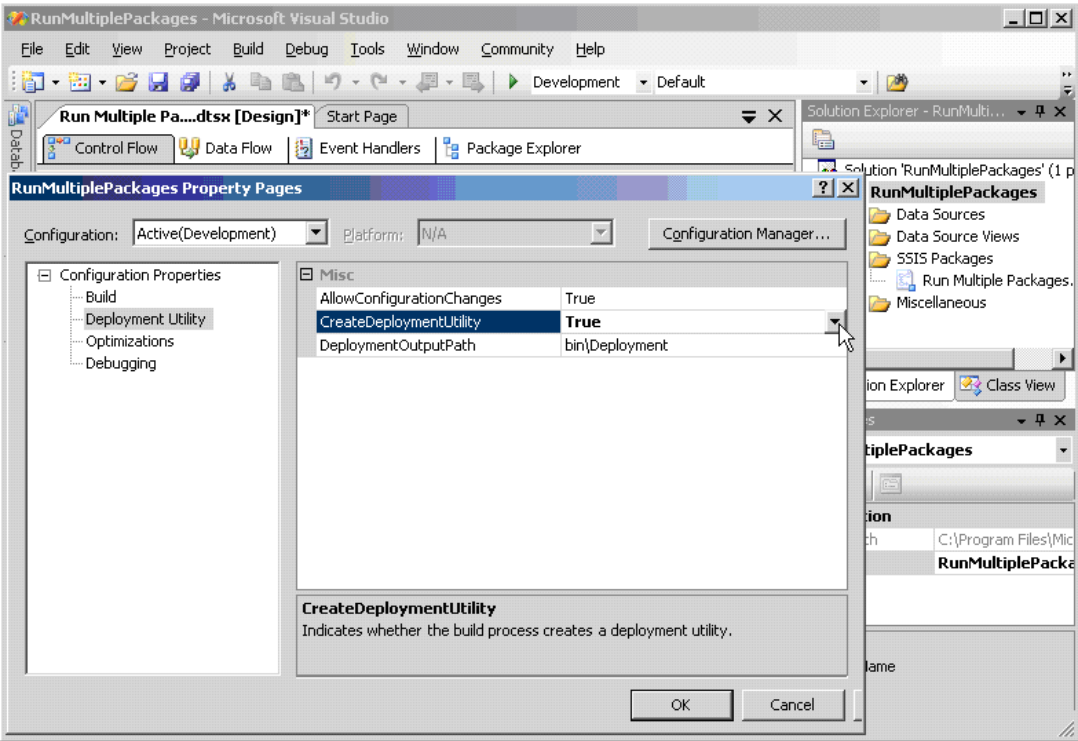 RunMultiplePackages - Microsoft Visual Studio
File Edit View Project Build Debug Tools Window Community Help
Development Default
Run Multiple Pa....dtsx [Design]* Start Page
Control Flow Data Flow Event Handlers Package Explorer
Solution Explorer - RunMulti...
Solution 'RunMultiplePackages' (1 p
RunMultiplePackages
Data Sources
Data Source Views
SSIS Packages
Run Multiple Packages.
Miscellaneous
ion Explorer Class View
Datab
RunMultiplePackages Property Pages
Configuration: Active(Development) Platform: N/A Configuration Manager...
Configuration Properties
Build
Deployment Utility
Optimizations
Debugging
Misc
AllowConfigurationChanges True
CreateDeploymentUtility True
DeploymentOutputPath bin\Deployment
CreateDeploymentUtility
Indicates whether the build process creates a deployment utility.
OK Cancel
tiplePackages
ion
th C:\Program Files\Mic
RunMultiplePacka
lame